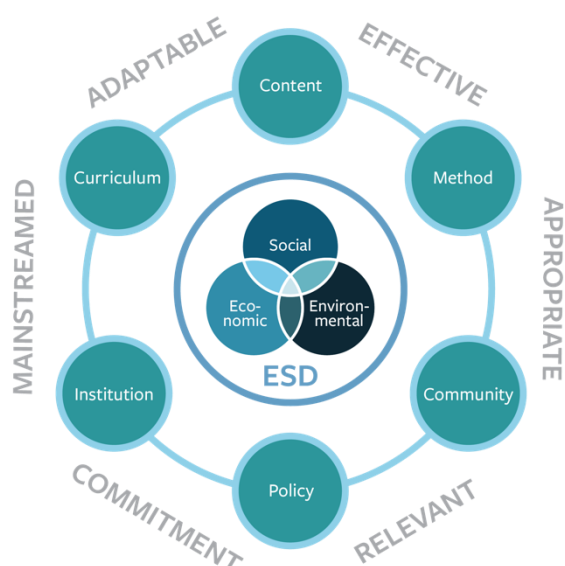 ADAPTABLE
EFFECTIVE
Content
Curriculum
Method
MAINSTREAMED
APPROPRIATE
Social
Eco-
nomic
Environ-
mental
ESD
Institution
Community
Policy
COMMITMENT
RELEVANT